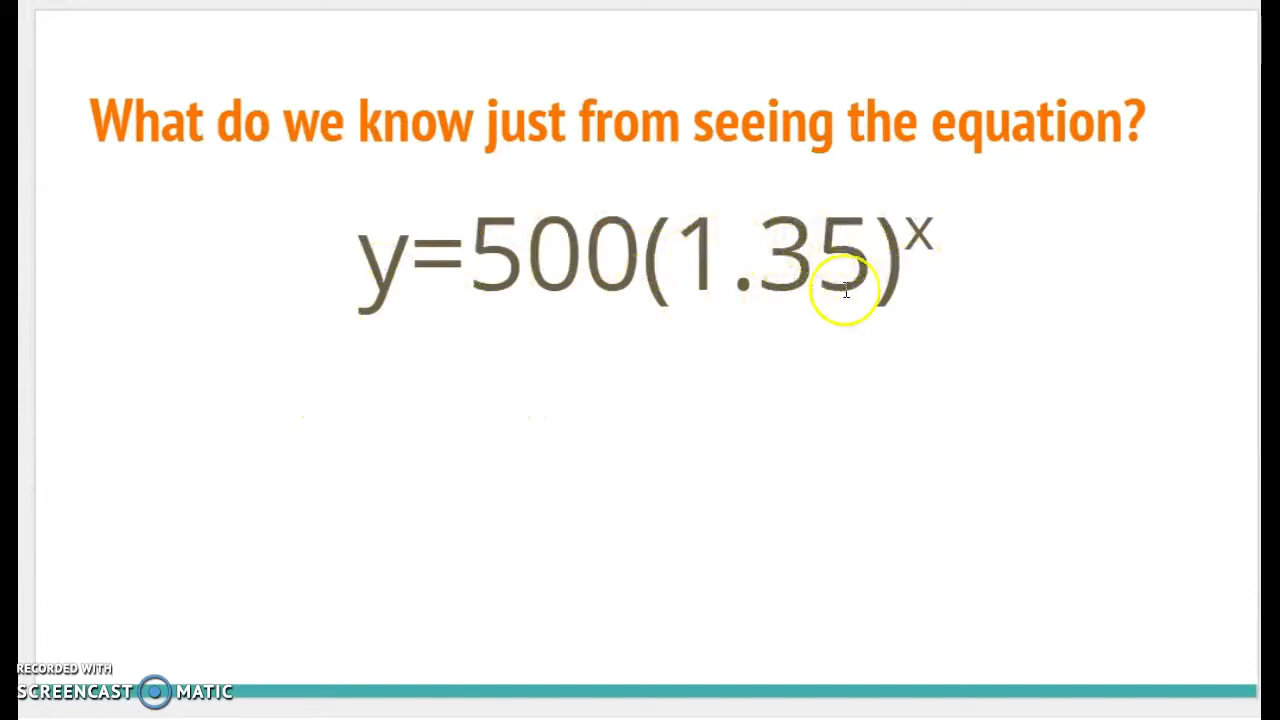 What do we know just from seeing the equation?
y=500(1.35)ˣ
RECORDED WITH
SCREENCAST MATIC